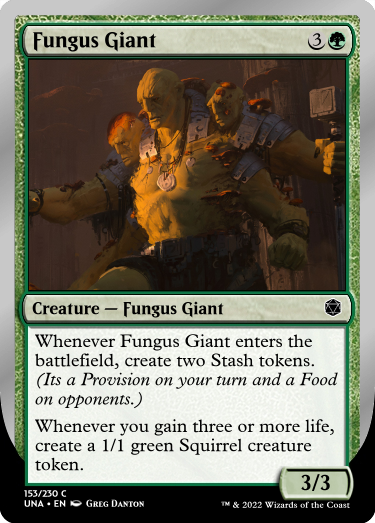 Fungus Giant 3
Creature — Fungus Giant
Whenever Fungus Giant enters the
battlefield, create two Stash tokens.
(Its a Provision on your turn and a Food
on opponents.)
Whenever you gain three or more life,
create a 1/1 green Squirrel creature
token.
3/3
153/230 C
UNA • EN Greg Danton
™ & 2022 Wizards of the Coast